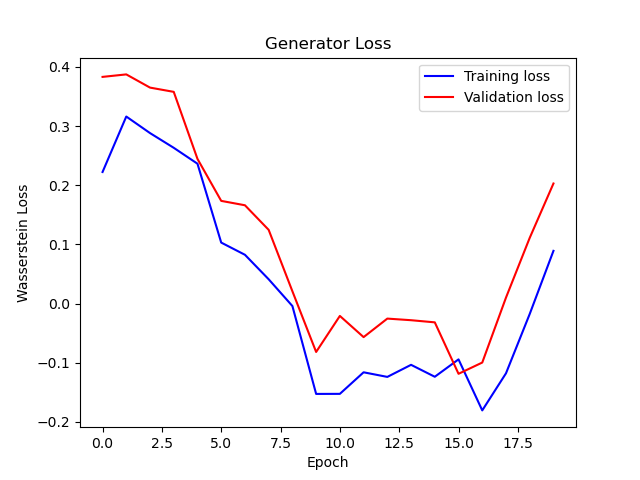 Generator Loss
Training loss
Validation loss
Wasserstein Loss
0.4
0.3
0.2
0.1
0.0
−0.1
−0.2
0.0 2.5 5.0 7.5 10.0 12.5 15.0 17.5
Epoch